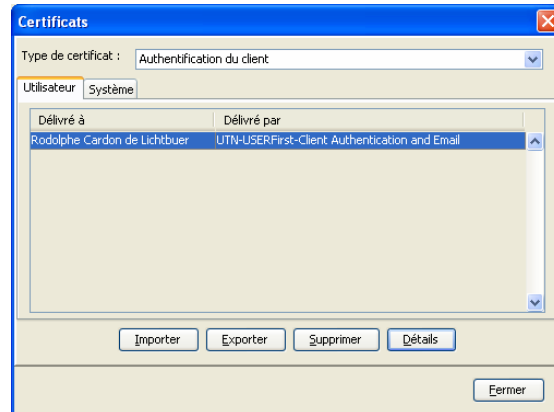 Certificats
Type de certificat :
Authentification du client
Utilisateur
Système
Délivré à
Délivré par
Rodolphe Cardon de Lichtbuer
UTN-USERFirst-Client Authentication and Email
Importer
Exporter
Supprimer
Détails
Fermer